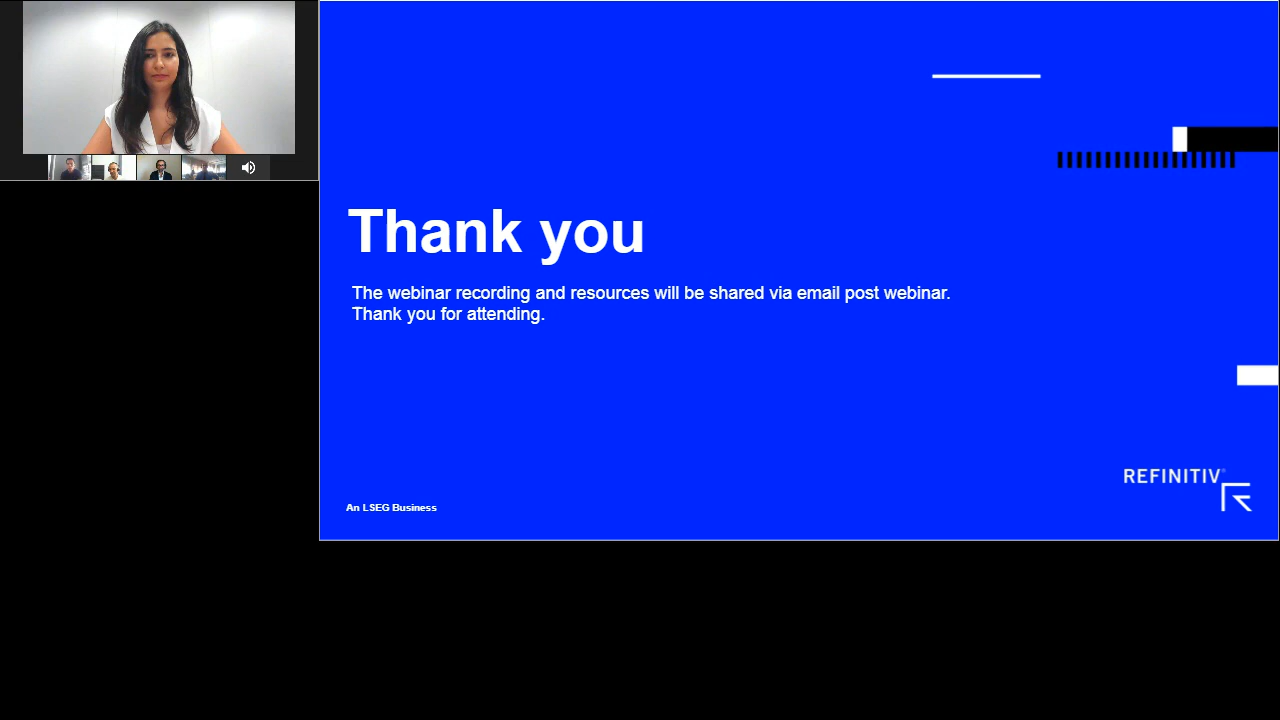 Thank you
The webinar recording and resources will be shared via email post webinar.
Thank you for attending.
REFINITIV
An LSEG Business